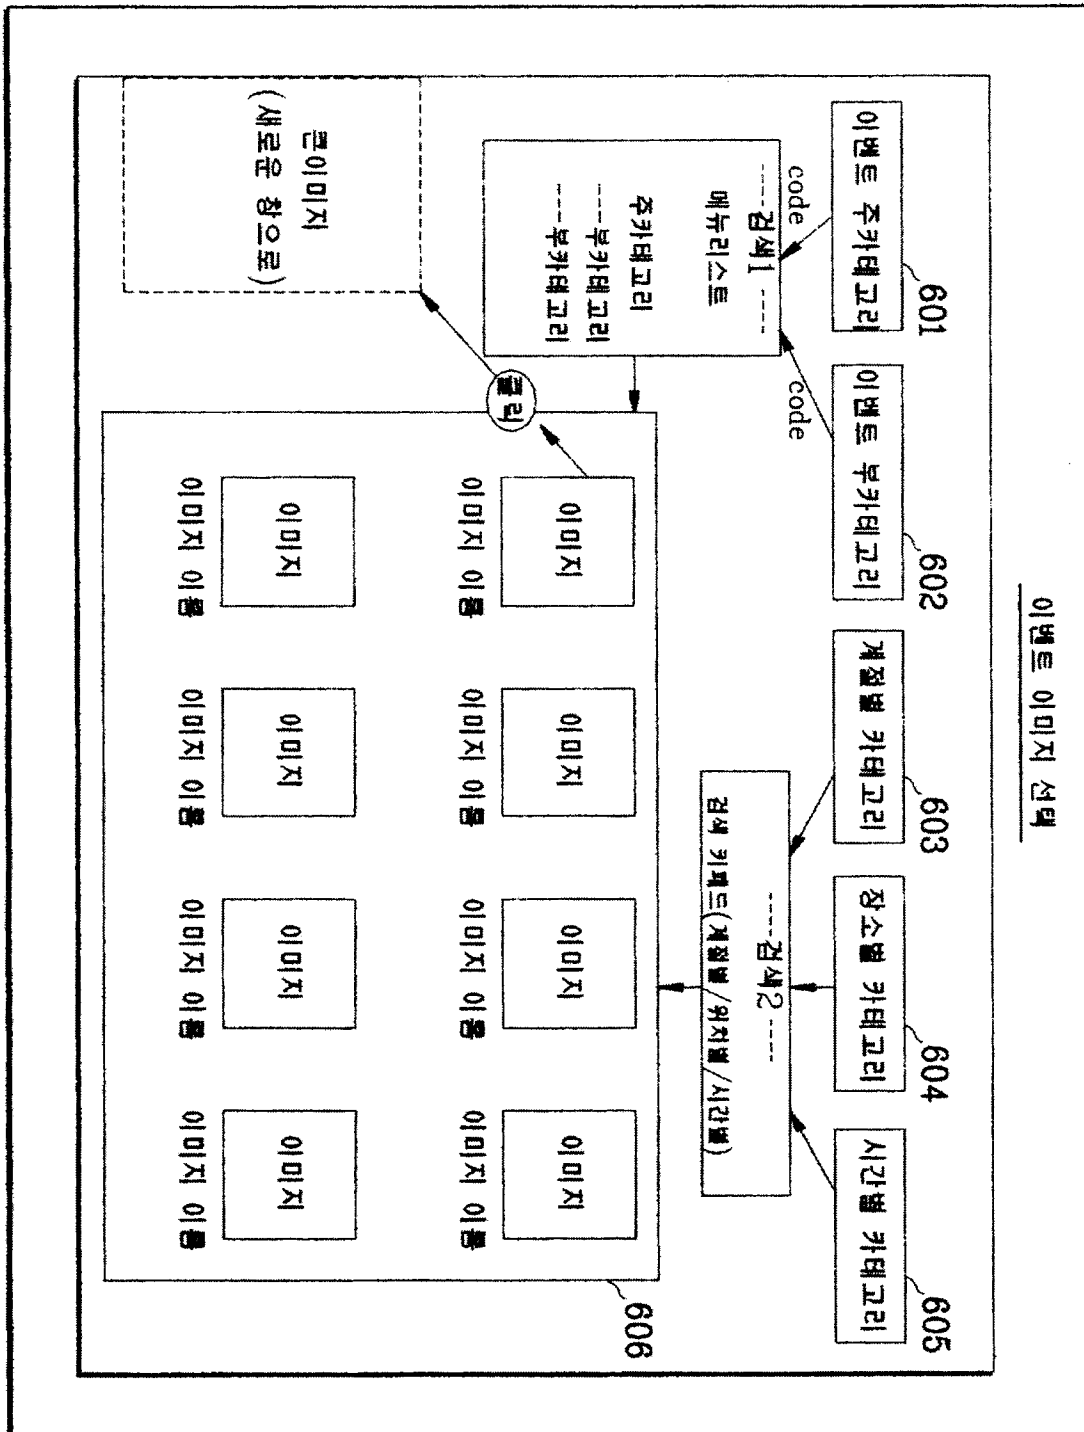 이벤트 이미지 선택
601
602
603
604
605
이벤트 주카테고리
이벤트 부카테고리
계절별 카테고리
장소별 카테고리
시간별 카테고리
code
code
----검색1 ----
메뉴리스트
주카테고리
---부카테고리
---부카테고리
-----검색2-----
검색 키패드(계절별/위치별/시간별)
606
클릭
큰이미지
(새로운 창으로)
이미지
이미지
이미지
이미지
이미지 이름
이미지 이름
이미지 이름
이미지 이름
이미지
이미지
이미지
이미지
이미지 이름
이미지 이름
이미지 이름
이미지 이름